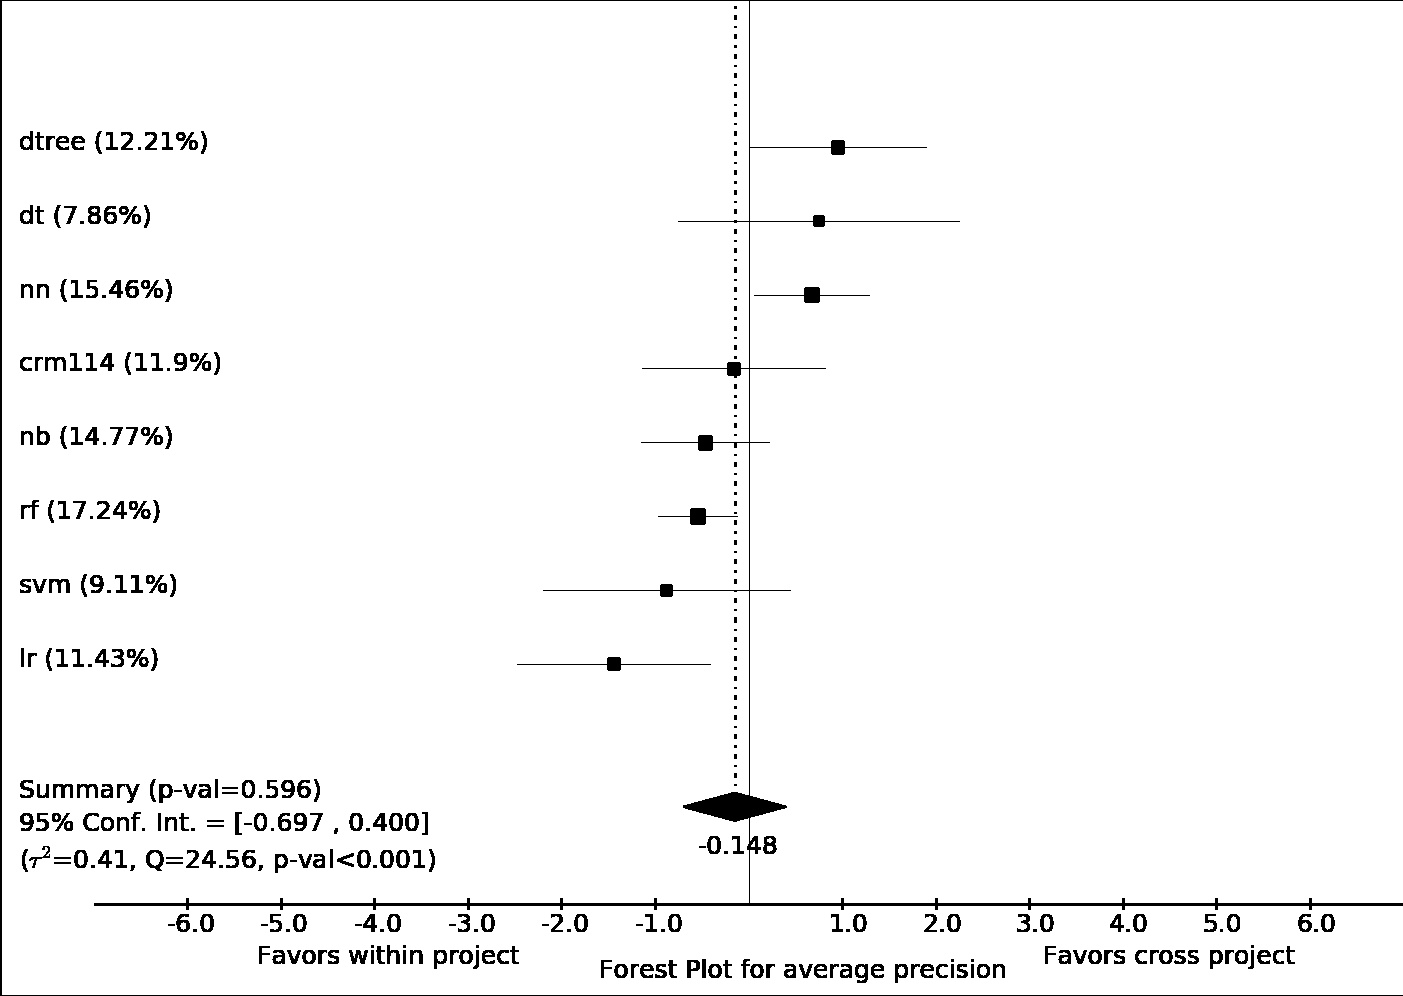 dtree (12.21%)
dt (7.86%)
nn (15.46%)
crm114 (11.9%)
nb (14.77%)
rf (17.24%)
svm (9.11%)
lr (11.43%)
Summary (p-val=0.596)
95% Conf. Int. = [-0.697 , 0.400]
-0.148
(τ²=0.41, Q=24.56, p-val<0.001)
-6.0 -5.0 -4.0 -3.0 -2.0 -1.0 1.0 2.0 3.0 4.0 5.0 6.0
Favors within project Favors cross project
Forest Plot for average precision